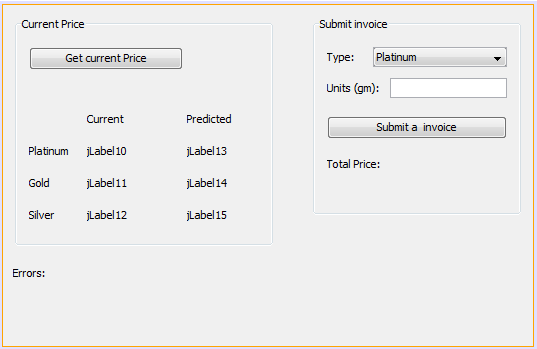 Current Price
Get current Price
Current Predicted
Platinum jLabel10 jLabel13
Gold jLabel11 jLabel14
Silver jLabel12 jLabel15
Submit invoice
Type: Platinum
Units (gm):
Submit a  invoice
Total Price:
Errors: